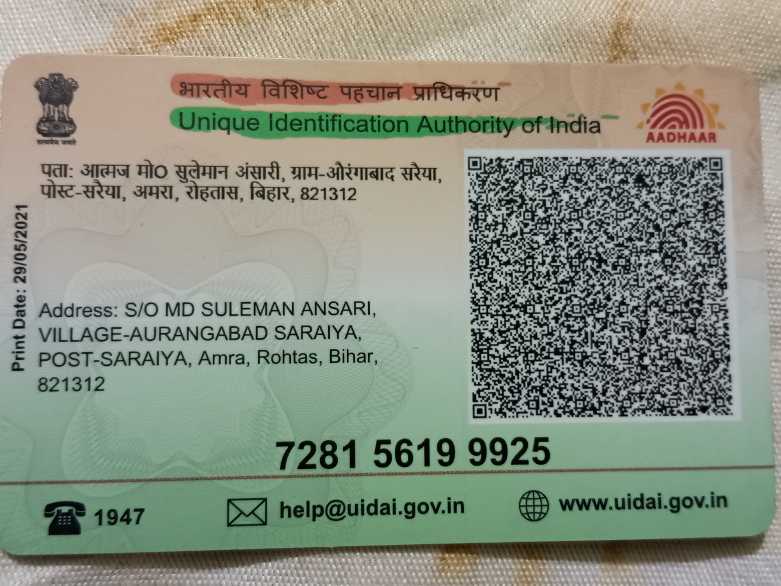 भारतीय विशिष्ट पहचान प्राधिकरण
Unique Identification Authority of India
AADHAAR
सत्यमेव जयते
पता: आत्मज मो0 सुलेमान अंसारी, ग्राम-औरंगाबाद सरैया,
पोस्ट-सरैया, अमरा, रोहतास, बिहार, 821312
Print Date: 29/05/2021
Address: S/O MD SULEMAN ANSARI,
VILLAGE-AURANGABAD SARAIYA,
POST-SARAIYA, Amra, Rohtas, Bihar,
821312
7281 5619 9925
1947
help@uidai.gov.in
www.uidai.gov.in